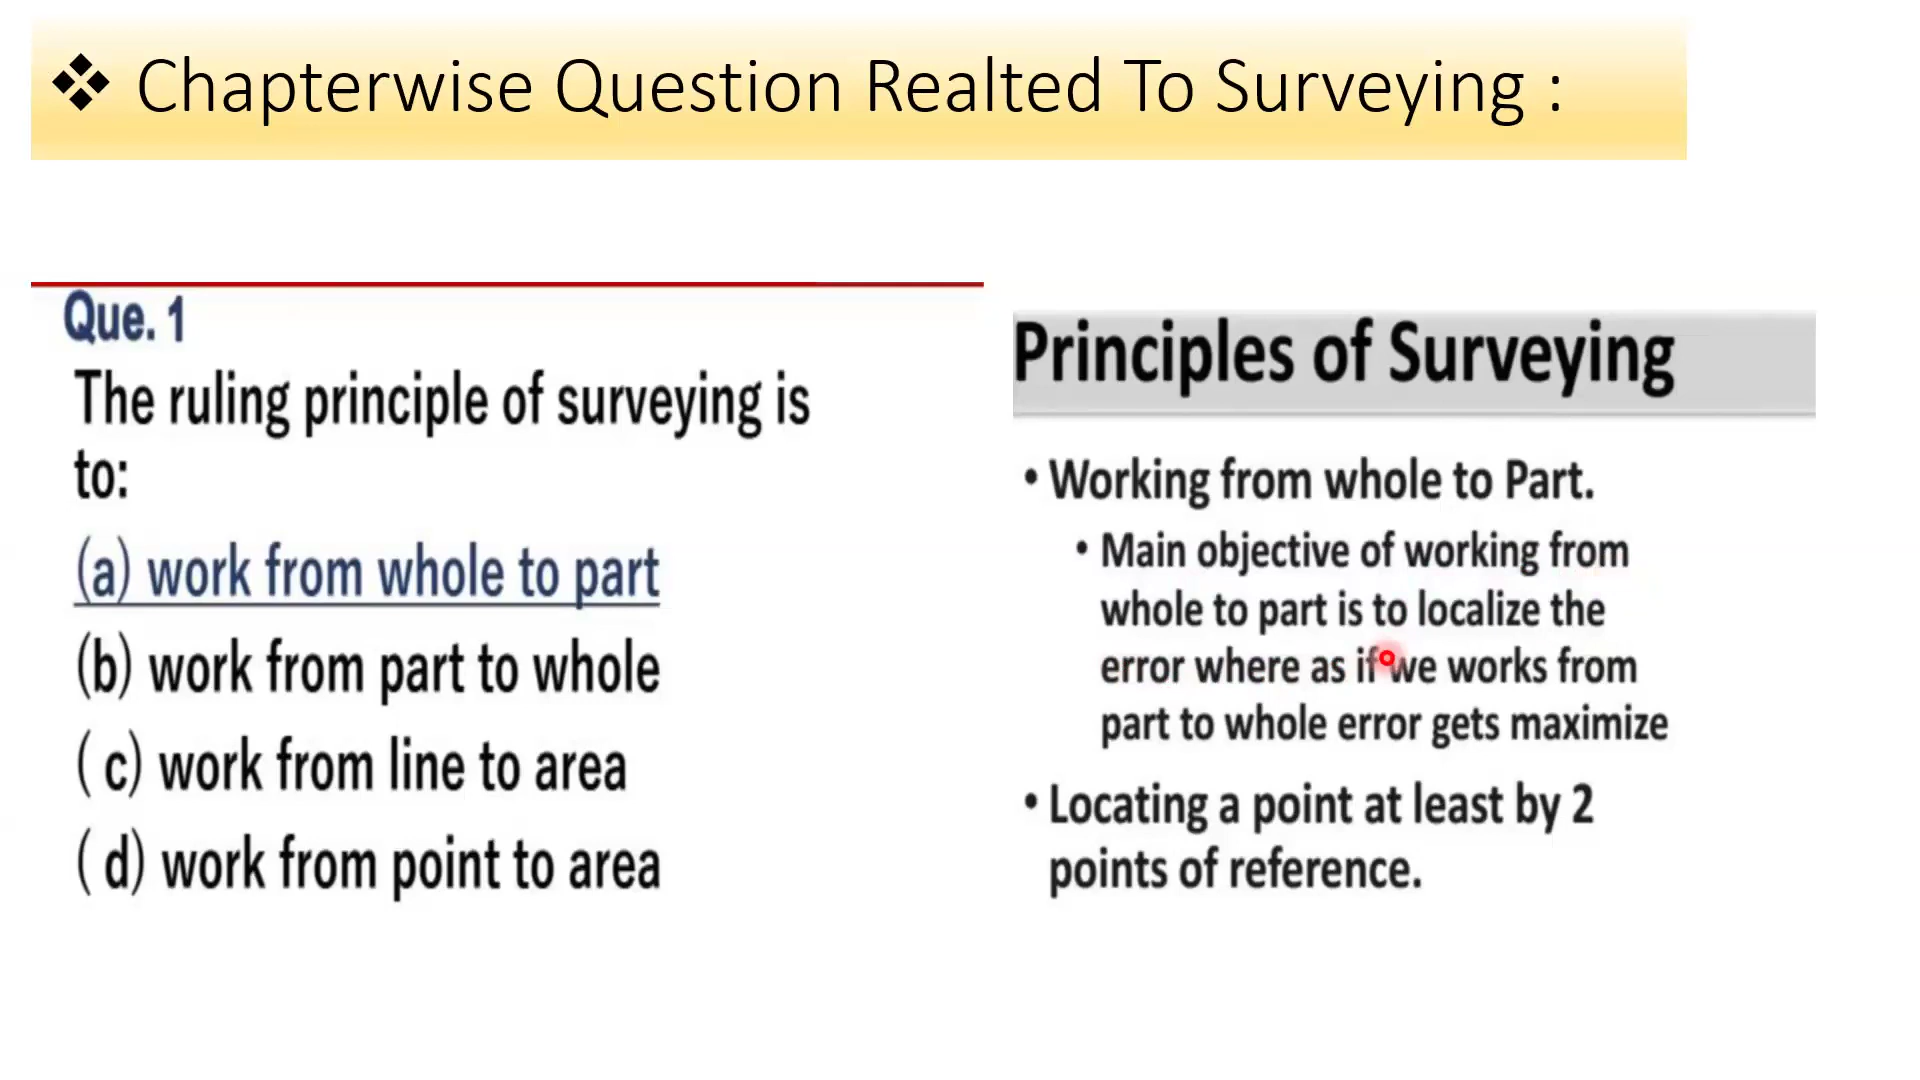 ❖ Chapterwise Question Realted To Surveying :
Que. 1
The ruling principle of surveying is
to:
(a) work from whole to part
(b) work from part to whole
( c) work from line to area
( d) work from point to area
Principles of Surveying
• Working from whole to Part.
• Main objective of working from
whole to part is to localize the
error where as if we works from
part to whole error gets maximize
• Locating a point at least by 2
points of reference.